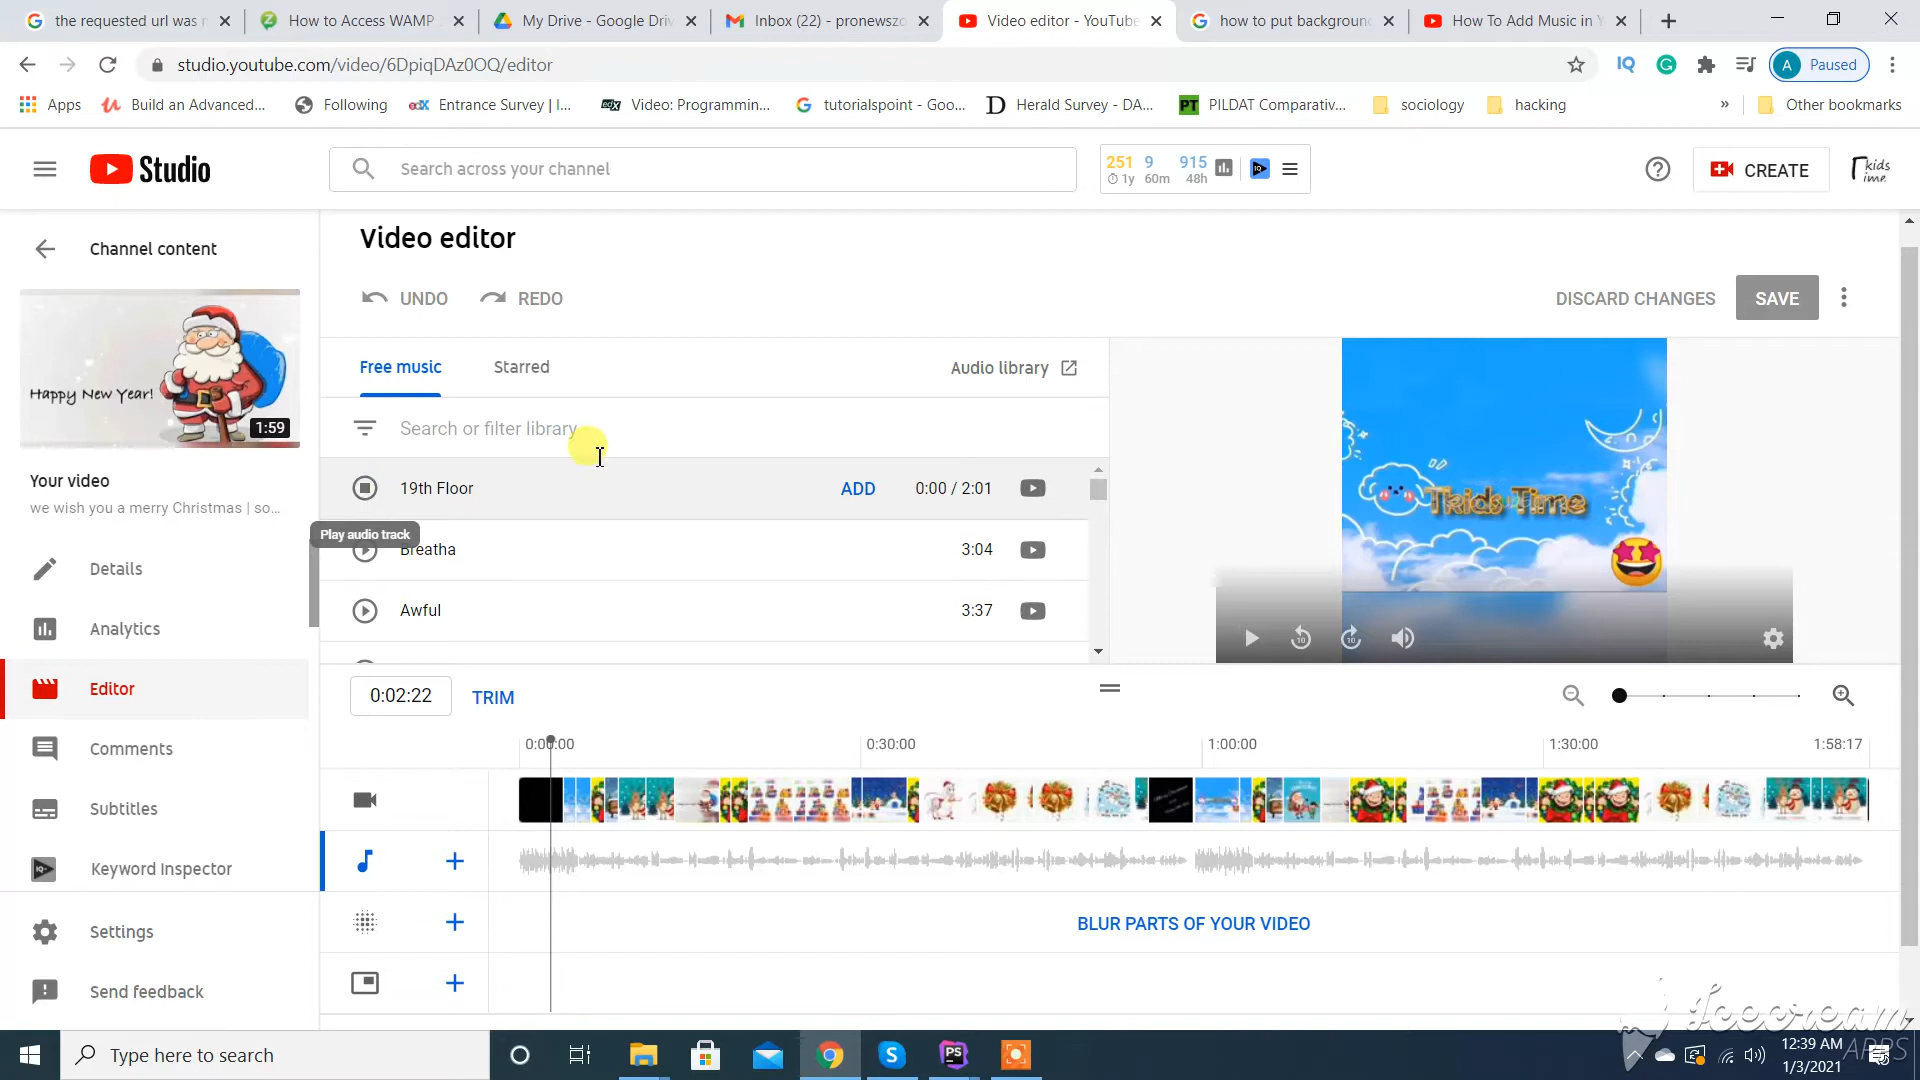 the requested url was
How to Access WAMP
My Drive - Google Driv
Inbox (22) - pronewszo
Video editor - YouTube
how to put background
How To Add Music in Y
studio.youtube.com/video/6DpiqDAz0OQ/editor
Paused
Apps
Build an Advanced...
Following
Entrance Survey | I...
Video: Programmin...
tutorialspoint - Goo...
Herald Survey - DA...
PILDAT Comparativ...
sociology
hacking
»
Other bookmarks
Studio
Search across your channel
251 9 915
1y 60m 48h
CREATE
Tkids
Time
Channel content
Video editor
UNDO
REDO
DISCARD CHANGES
SAVE
Happy New Year!
1:59
Free music
Starred
Audio library
Search or filter library
Your video
we wish you a merry Christmas | so...
19th Floor
ADD
0:00 / 2:01
Play audio track
Breatha
3:04
Awful
3:37
Tkids Time
Details
Analytics
Editor
Comments
Subtitles
Keyword Inspector
Settings
Send feedback
0:02:22
TRIM
0:00:00
0:30:00
1:00:00
1:30:00
1:58:17
BLUR PARTS OF YOUR VIDEO
Icecream
APPS
Type here to search
12:39 AM
1/3/2021